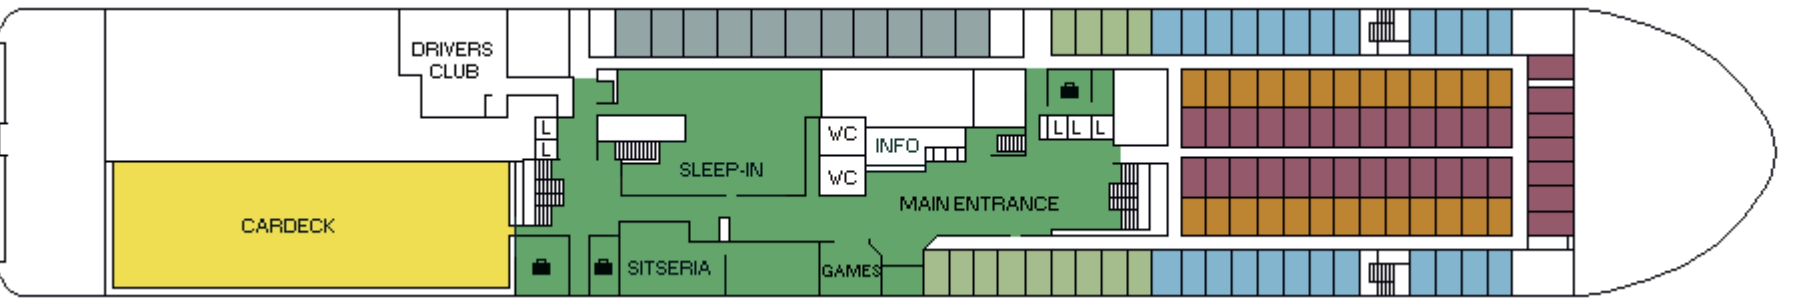 DRIVERS
CLUB
L
L
WC
WC
INFO
L
L
L
SLEEP-IN
MAIN ENTRANCE
CARDECK
SITSERIA
GAMES